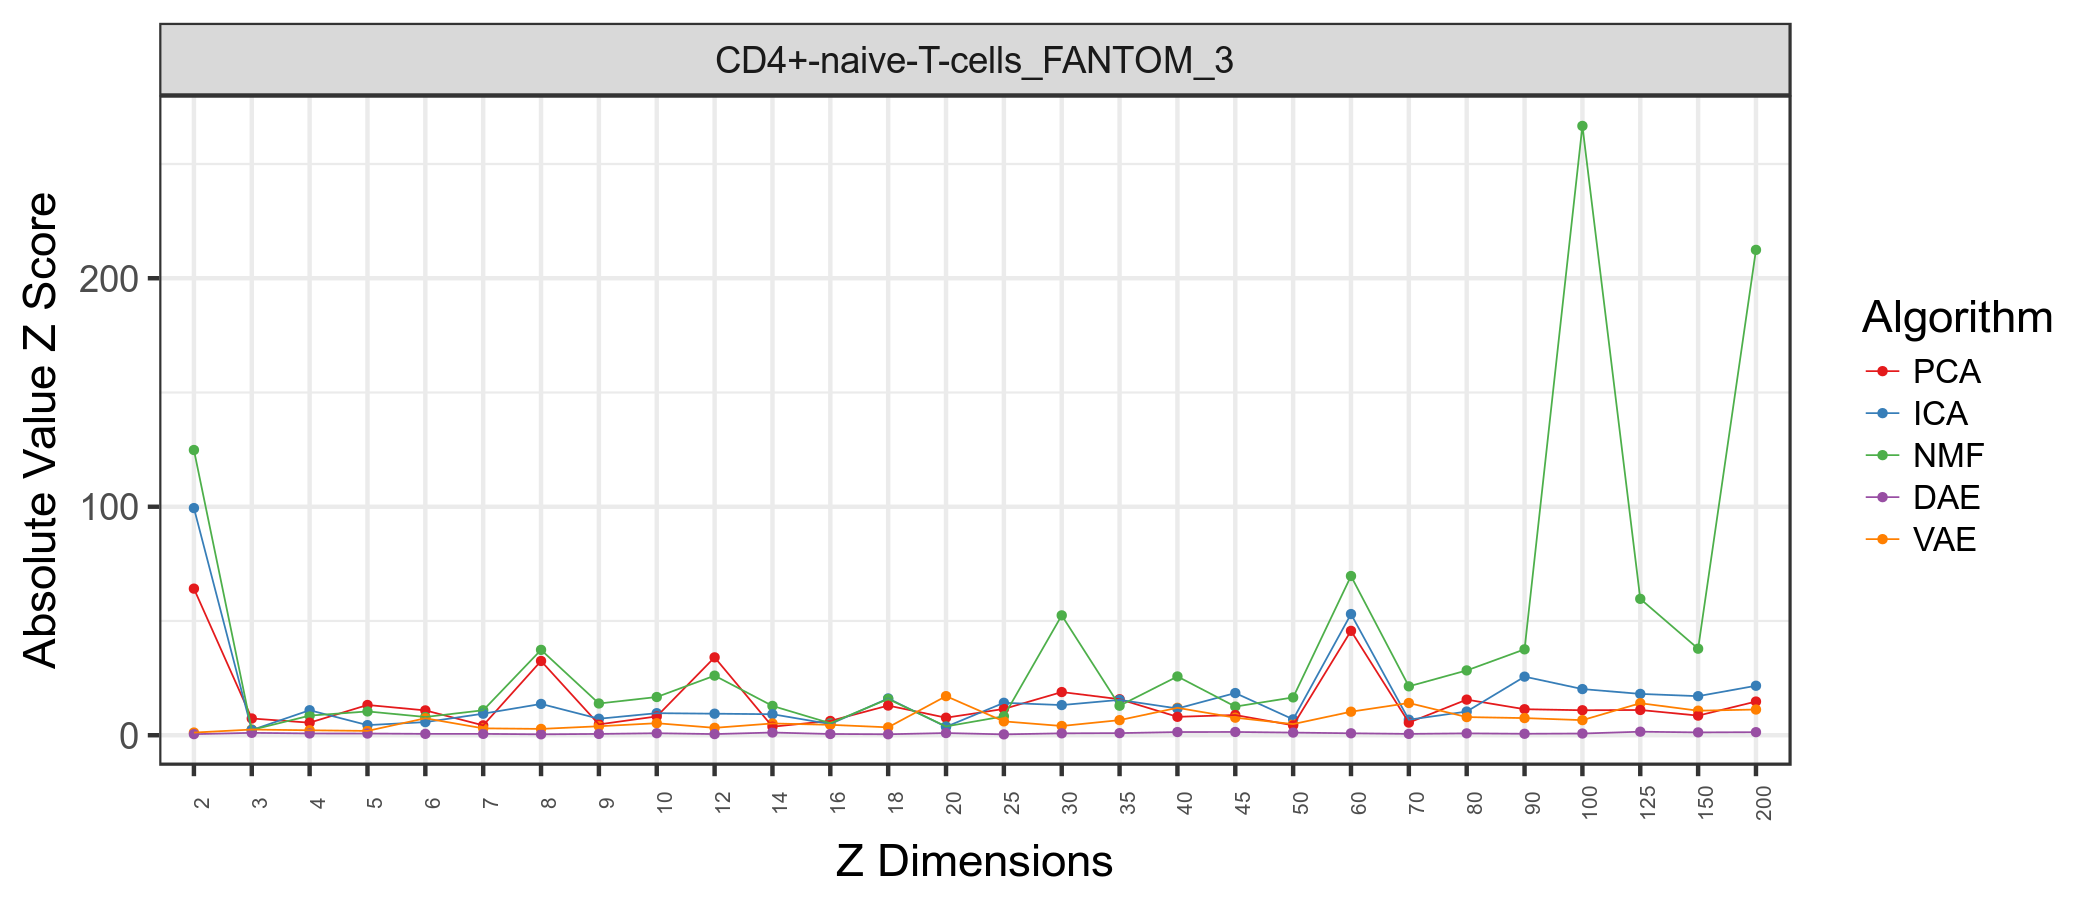 CD4+-naive-T-cells_FANTOM_3
Absolute Value Z Score
200
100
0
2 3 4 5 6 7 8 9 10 12 14 16 18 20 25 30 35 40 45 50 60 70 80 90 100 125 150 200
Z Dimensions
Algorithm
PCA
ICA
NMF
DAE
VAE